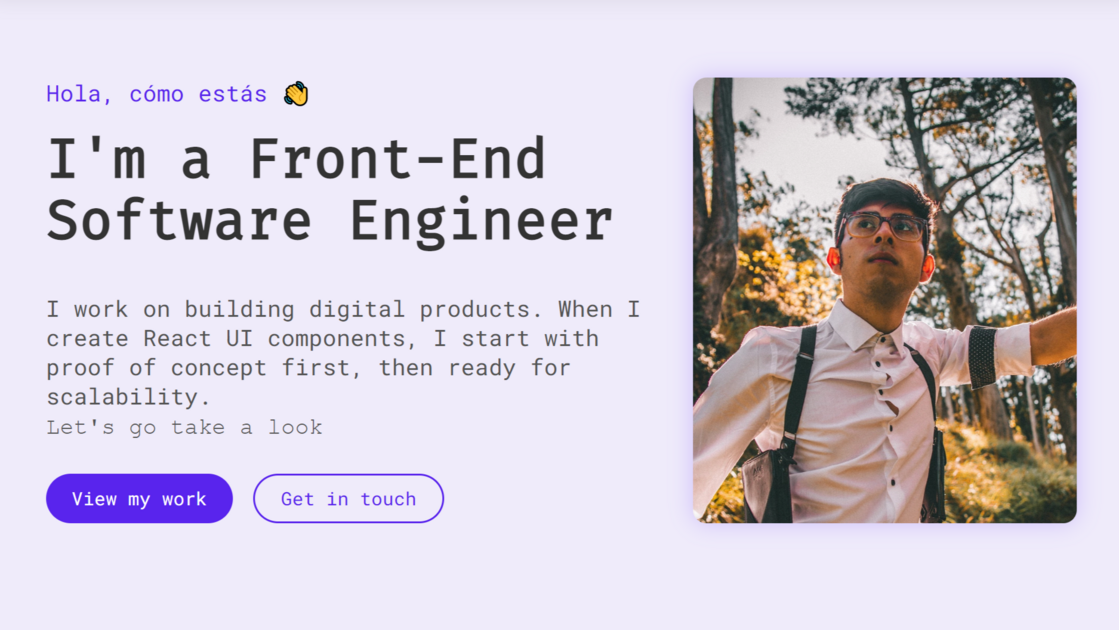 Hola, cómo estás 👋
I'm a Front-End
Software Engineer
I work on building digital products. When I
create React UI components, I start with
proof of concept first, then ready for
scalability.
Let's go take a look
View my work
Get in touch